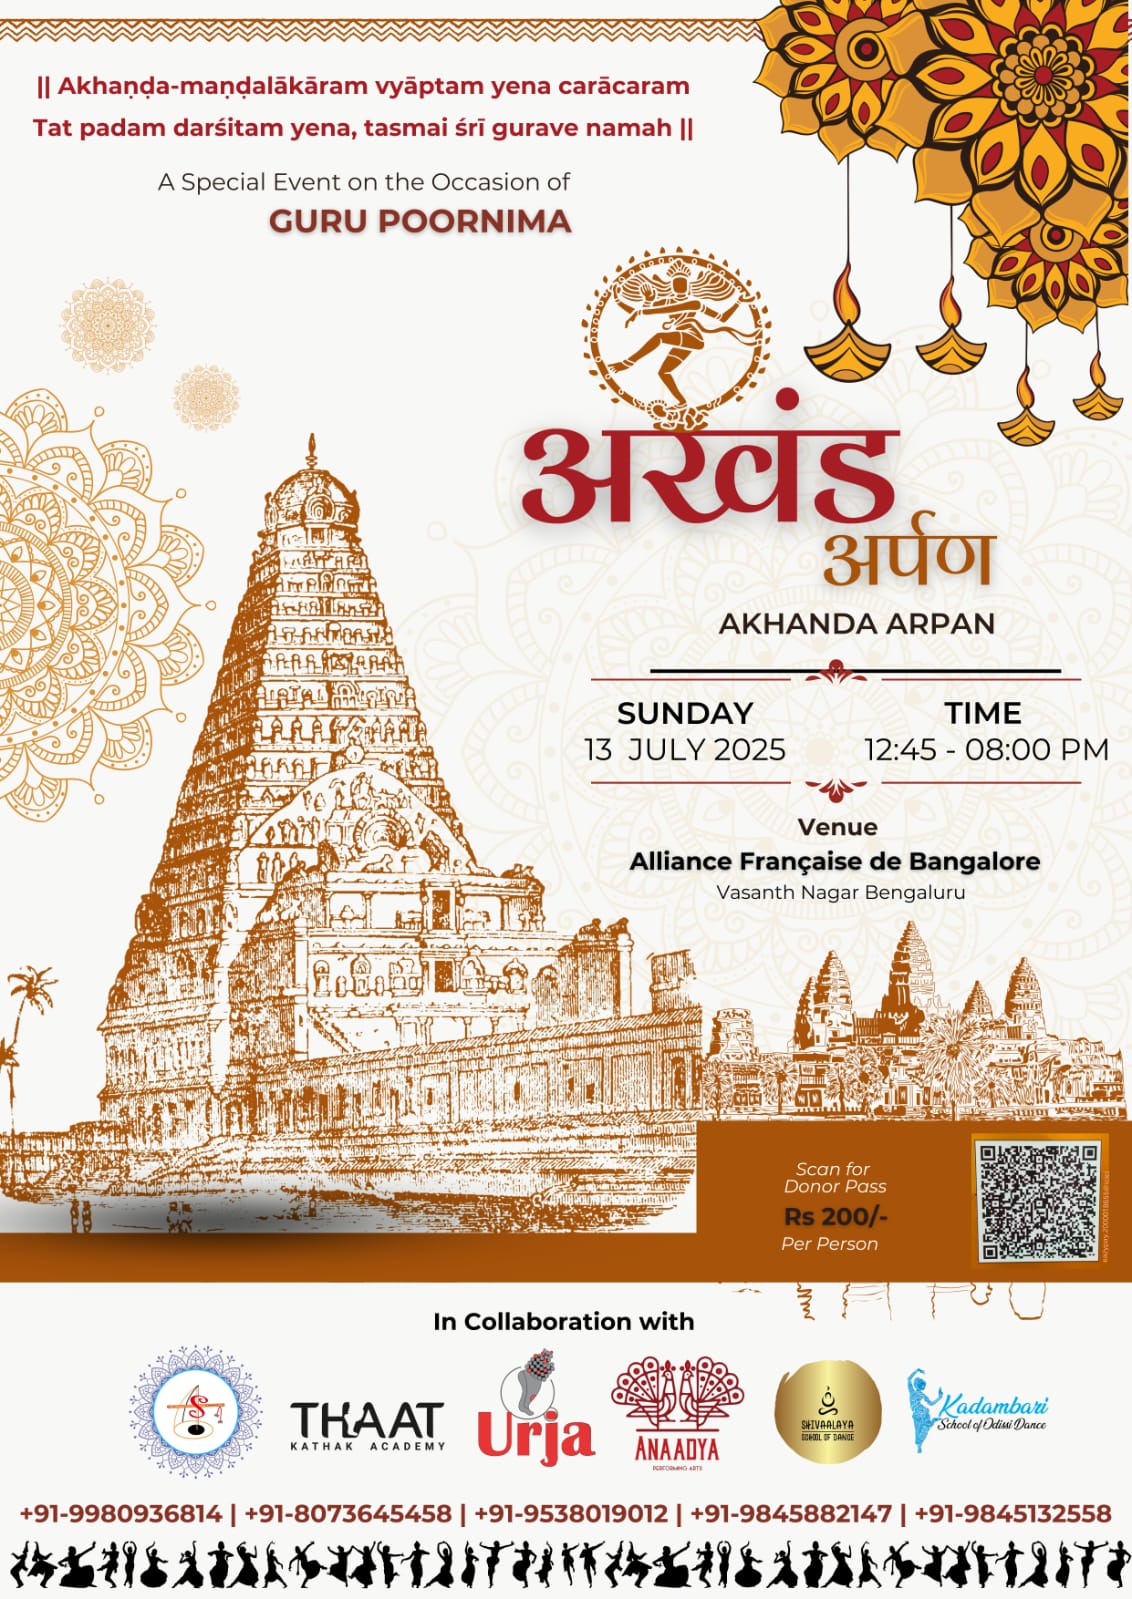 || Akhaṇḍa-maṇḍalākāram vyāptam yena carācaram
Tat padam darśitam yena, tasmai śrī gurave namah ||
A Special Event on the Occasion of
GURU POORNIMA
अखंड
अर्पण
AKHANDA ARPAN
SUNDAY
13 JULY 2025
TIME
12:45 - 08:00 PM
Venue
Alliance Française de Bangalore
Vasanth Nagar Bengaluru
Scan for
Donor Pass
Rs 200/-
Per Person
In Collaboration with
S
THAAT
KATHAK ACADEMY
Urja
ANAADYA
PERFORMING ARTS
SHIVAALAYA
SCHOOL OF DANCE
Kadambari
School of Odissi Dance
+91-9980936814 | +91-8073645458 | +91-9538019012 | +91-9845882147 | +91-9845132558